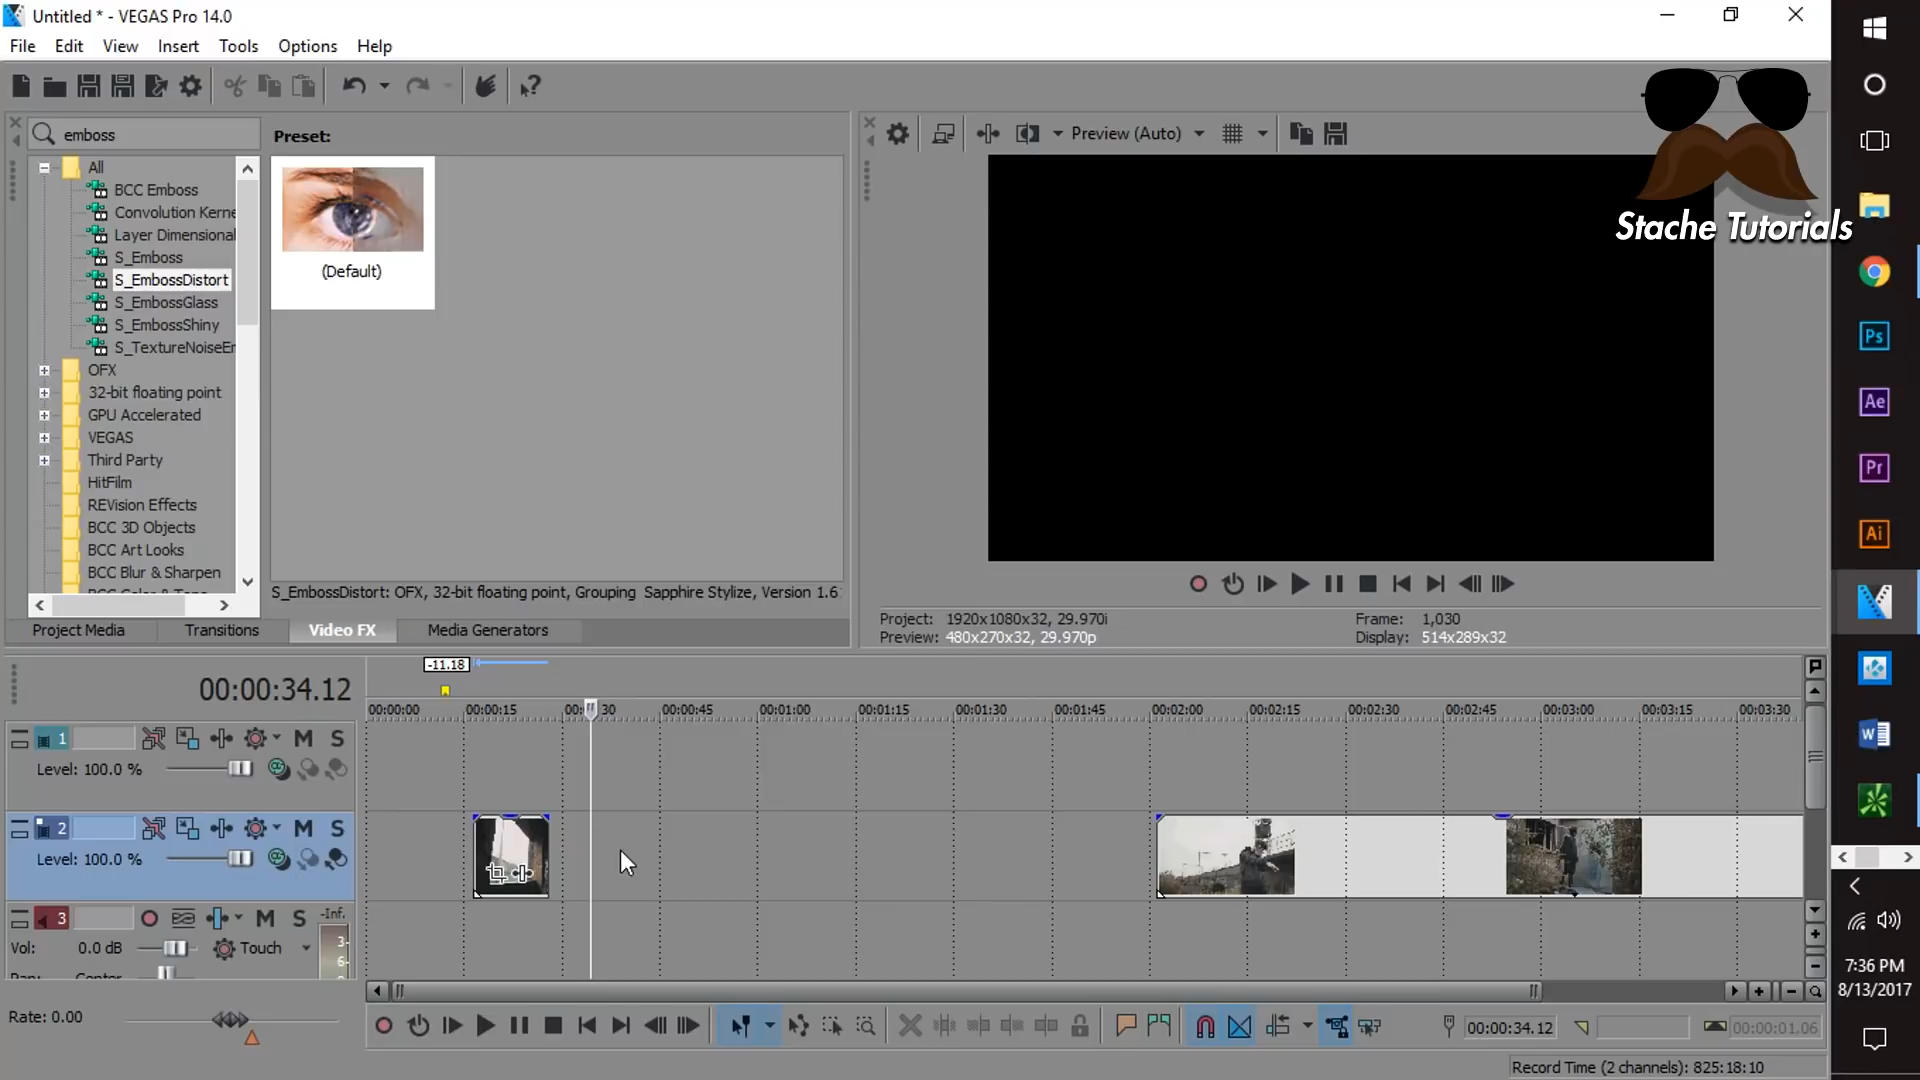 Untitled * - VEGAS Pro 14.0
File Edit View Insert Tools Options Help
emboss
Preset:
Preview (Auto)
All
BCC Emboss
Convolution Kerne
Layer Dimensional
S_Emboss
S_EmbossDistort
S_EmbossGlass
S_EmbossShiny
S_TextureNoiseEr
OFX
32-bit floating point
GPU Accelerated
VEGAS
Third Party
HitFilm
REVision Effects
BCC 3D Objects
BCC Art Looks
BCC Blur & Sharpen
(Default)
S_EmbossDistort: OFX, 32-bit floating point, Grouping Sapphire Stylize, Version 1.6
Project Media Transitions Video FX Media Generators
Stache Tutorials
Project: 1920x1080x32, 29.970i Frame: 1,030
Preview: 480x270x32, 29.970p Display: 514x289x32
-11.18
00:00:34.12
00:00:00 00:00:15 00: 30 00:00:45 00:01:00 00:01:15 00:01:30 00:01:45 00:02:00 00:02:15 00:02:30 00:02:45 00:03:00 00:03:15 00:03:30
1 M S
Level: 100.0 %
2 M S
Level: 100.0 %
3 M S -Inf.
Vol: 0.0 dB Touch 3-
6-
Rate: 0.00
00:00:34.12 00:00:01.06
Record Time (2 channels): 825:18:10
Ps
Ae
Pr
Ai
W
7:36 PM
8/13/2017